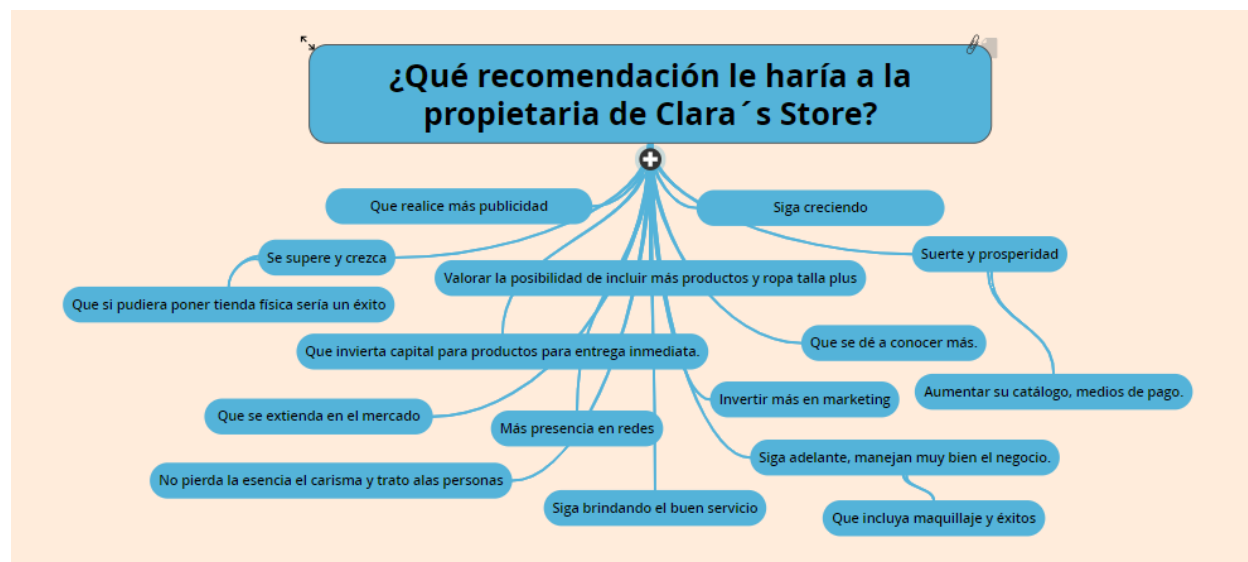 ¿Qué recomendación le haría a la
propietaria de Clara´s Store?
Que realice más publicidad
Siga creciendo
Se supere y crezca
Suerte y prosperidad
Valorar la posibilidad de incluir más productos y ropa talla plus
Que si pudiera poner tienda física sería un éxito
Que se dé a conocer más.
Que invierta capital para productos para entrega inmediata.
Aumentar su catálogo, medios de pago.
Invertir más en marketing
Que se extienda en el mercado
Más presencia en redes
Siga adelante, manejan muy bien el negocio.
No pierda la esencia el carisma y trato alas personas
Siga brindando el buen servicio
Que incluya maquillaje y éxitos